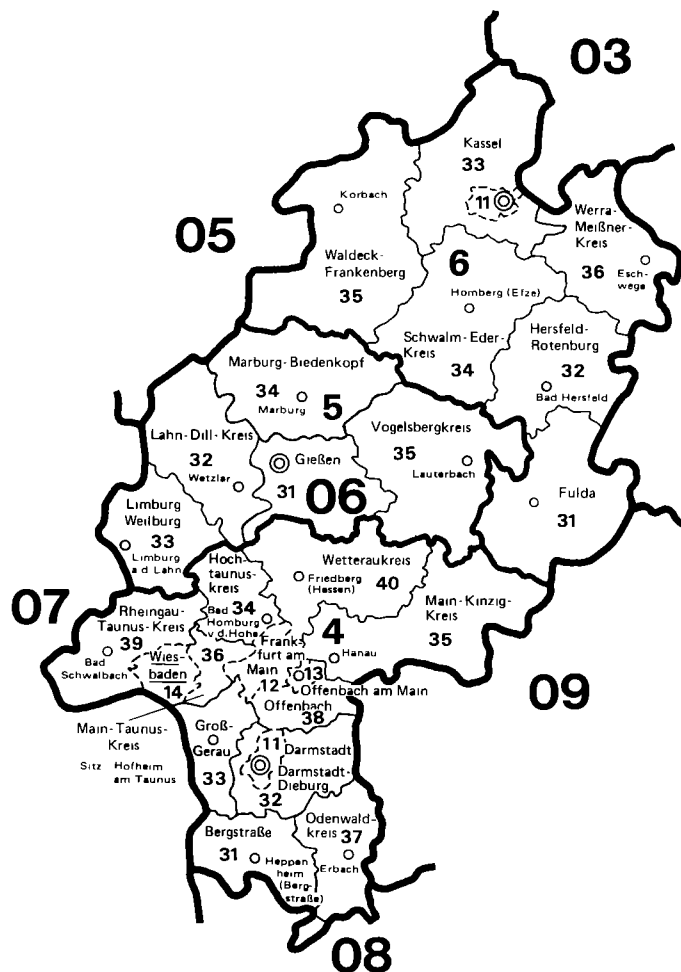 03
Kassel
33
11
Korbach
Werra-
Meißner-
Kreis
36
Esch-
wege
05
Waldeck-
Frankenberg
35
6
Homberg (Efze)
Schwalm-Eder-
Kreis
34
Hersfeld-
Rotenburg
32
Bad Hersfeld
Marburg-Biedenkopf
34
Marburg
5
Vogelsbergkreis
35
Lauterbach
Lahn-Dill-Kreis
32
Wetzlar
Gießen
31
06
Fulda
31
Limburg
Weilburg
33
Limburg
a d Lahn
Hoch-
taunus-
kreis
34
Bad
Homburg
v d. Höhe
Wetteraukreis
40
Friedberg
(Hessen)
Main-Kinzig-
Kreis
35
4
Hanau
07
Rheingau-
Taunus-Kreis
39
Bad
Schwalbach
Wies-
baden
14
36
Frank-
furt am
Main
12
13
Offenbach am Main
Offenbach
38
09
Main-Taunus-
Kreis
Sitz Hofheim
am Taunus
Groß-
Gerau
33
11
Darmstadt
Darmstadt-
Dieburg
32
Bergstraße
31
Heppen
heim
(Berg-
straße)
Odenwald-
kreis
37
Erbach
08